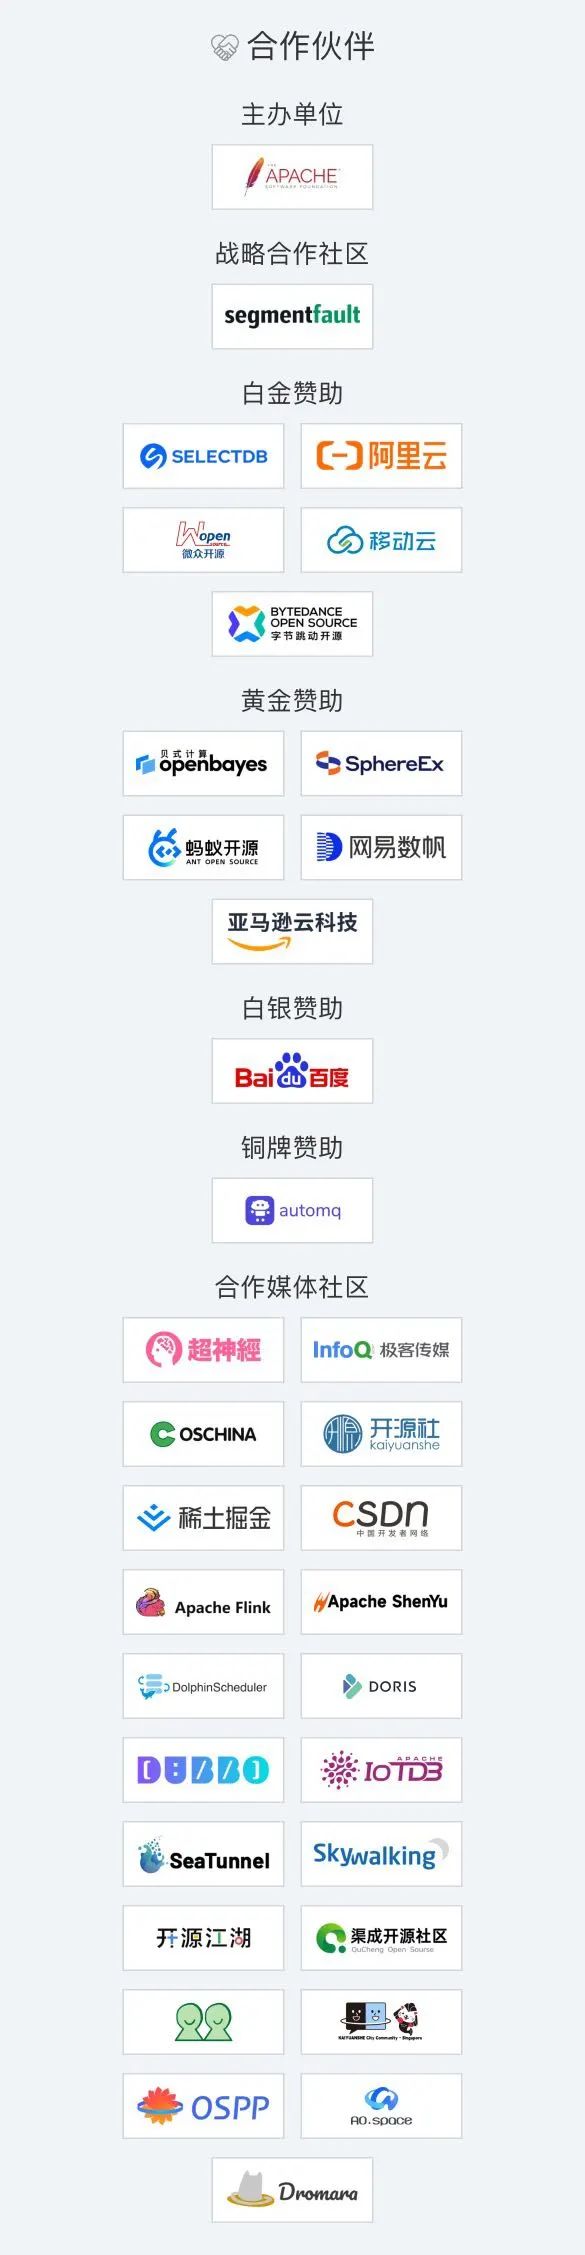 合作伙伴
主办单位
THE
APACHE
SOFTWARE FOUNDATION
战略合作社区
segmentfault
白金赞助
SELECTDB
阿里云
Wopen
source
微众开源
移动云
BYTEDANCE
OPEN SOURCE
字节跳动开源
黄金赞助
贝式计算
openbayes
SphereEx
蚂蚁开源
ANT OPEN SOURCE
网易数帆
亚马逊云科技
白银赞助
Baidu百度
铜牌赞助
automq
合作媒体社区
超神經
InfoQ 极客传媒
OSCHINA
开源社
kaiyuanshe
稀土掘金
CSDN
中国开发者网络
Apache Flink
Apache ShenYu
DolphinScheduler
DORIS
DUBBO
APACHE
IoTDB
SeaTunnel
Skywalking
开源江湖
渠成开源社区
QuCheng Open Sourse
KAIYUANSHE City Community - Singapore
OSPP
AO.space
Dromara